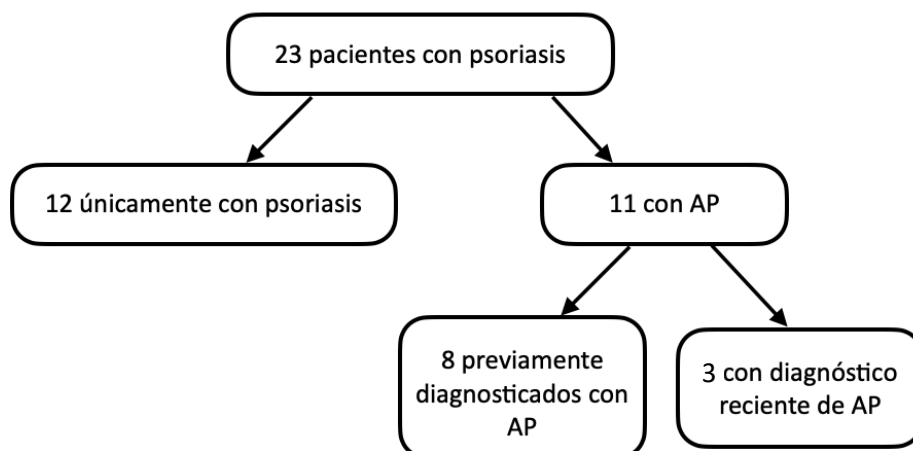 23 pacientes con psoriasis
12 únicamente con psoriasis
11 con AP
8 previamente
diagnosticados con
AP
3 con diagnóstico
reciente de AP